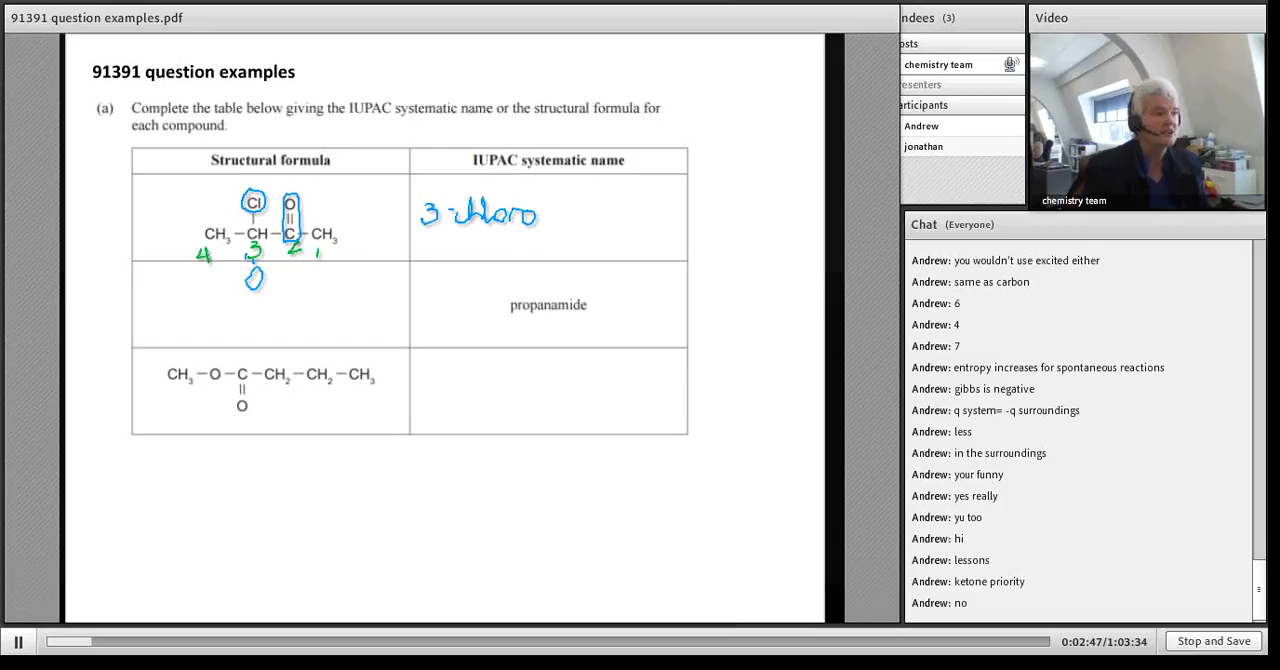 91391 question examples.pdf
91391 question examples
(a) Complete the table below giving the IUPAC systematic name or the structural formula for
each compound.
Structural formula
IUPAC systematic name
Cl O
CH₃ – CH – C – CH₃
4 3 2 1
3-chloro
propanamide
CH₃ – O – C – CH₂ – CH₂ – CH₃
O
ndees (3)
osts
chemistry team
resenters
articipants
Andrew
jonathan
Video
chemistry team
Chat (Everyone)
Andrew: you wouldn't use excited either
Andrew: same as carbon
Andrew: 6
Andrew: 4
Andrew: 7
Andrew: entropy increases for spontaneous reactions
Andrew: gibbs is negative
Andrew: q system= -q surroundings
Andrew: less
Andrew: in the surroundings
Andrew: your funny
Andrew: yes really
Andrew: yu too
Andrew: hi
Andrew: lessons
Andrew: ketone priority
Andrew: no
0:02:47/1:03:34
Stop and Save